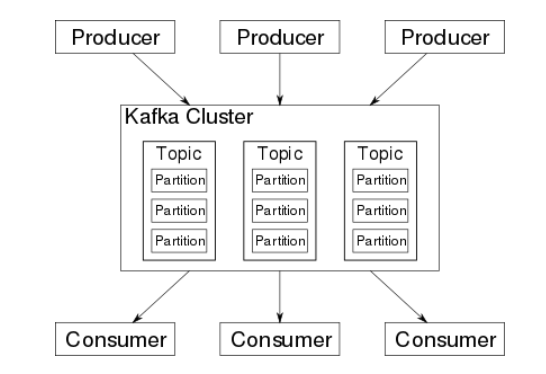 Producer Producer Producer
Kafka Cluster
Topic Topic Topic
Partition Partition Partition
Partition Partition Partition
Partition Partition Partition
Consumer Consumer Consumer